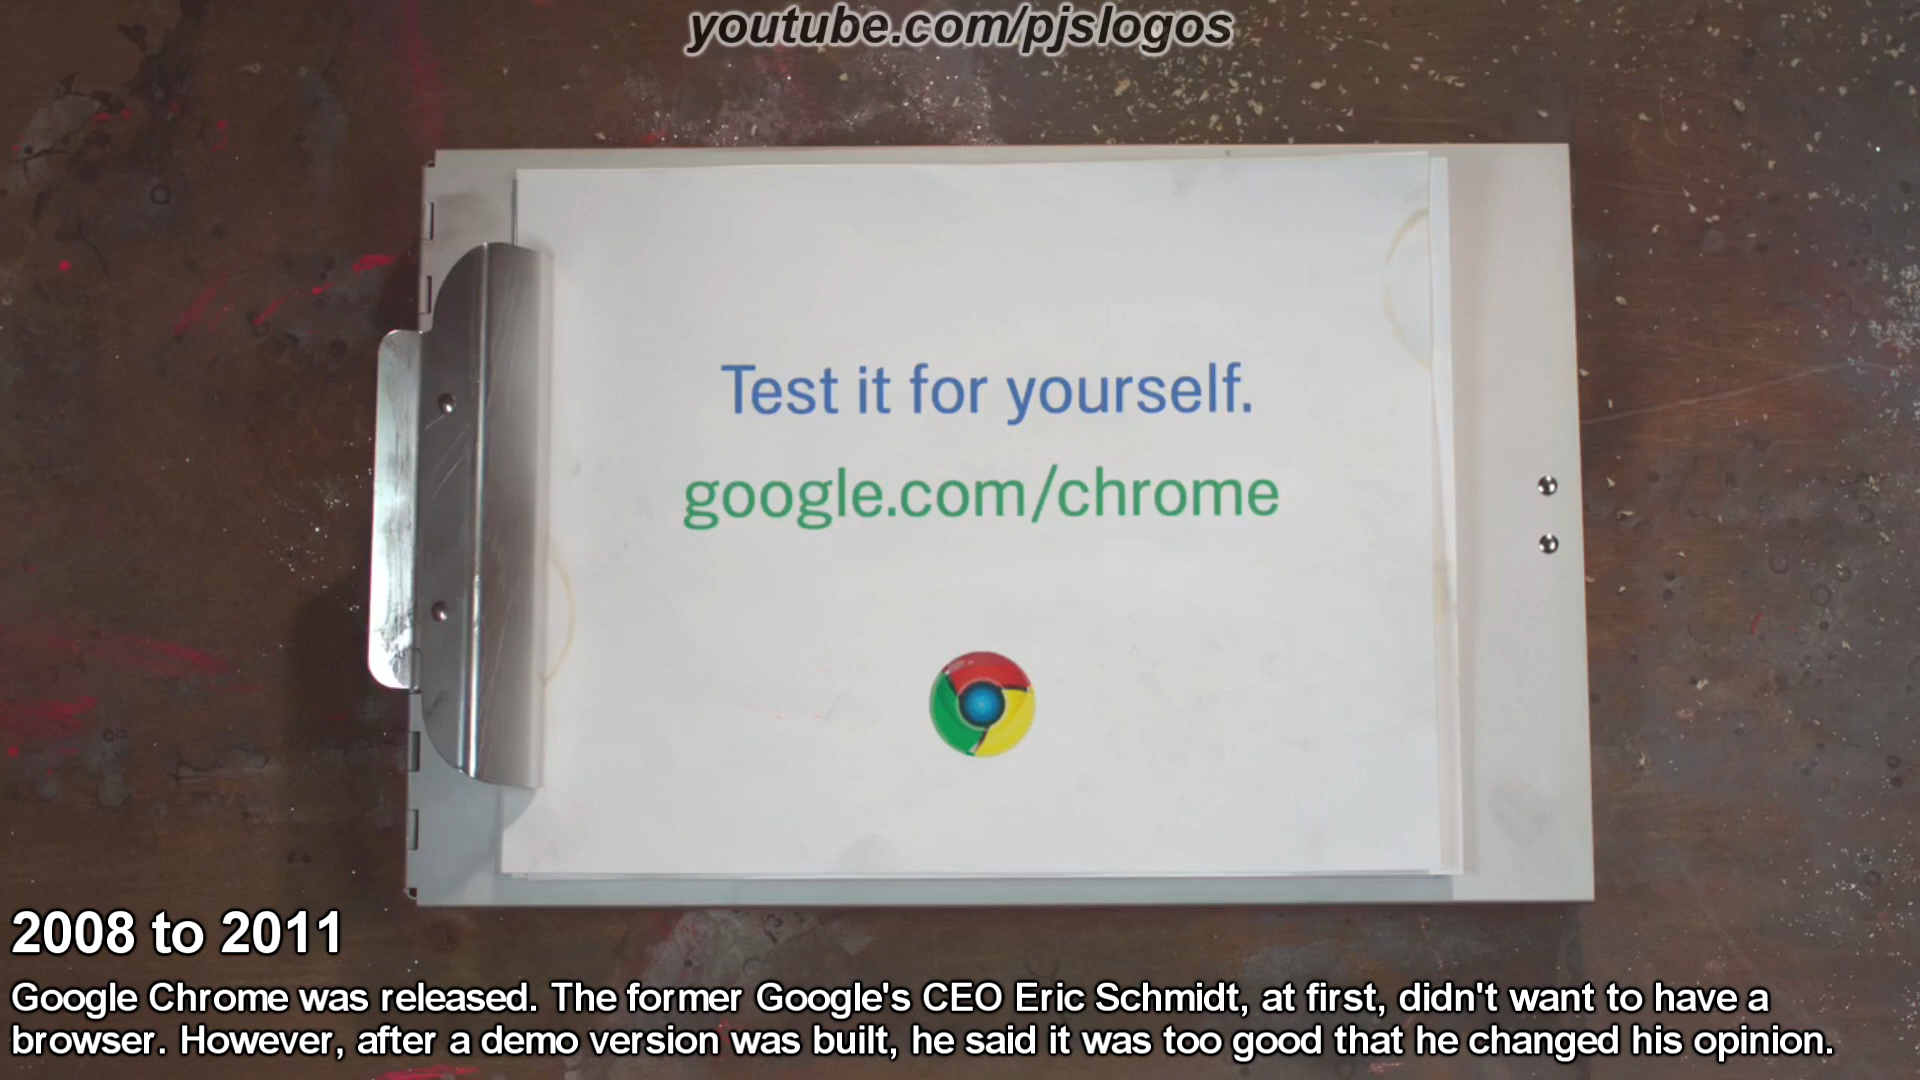 youtube.com/pjslogos
Test it for yourself.
google.com/chrome
2008 to 2011
Google Chrome was released. The former Google's CEO Eric Schmidt, at first, didn't want to have a
browser. However, after a demo version was built, he said it was too good that he changed his opinion.